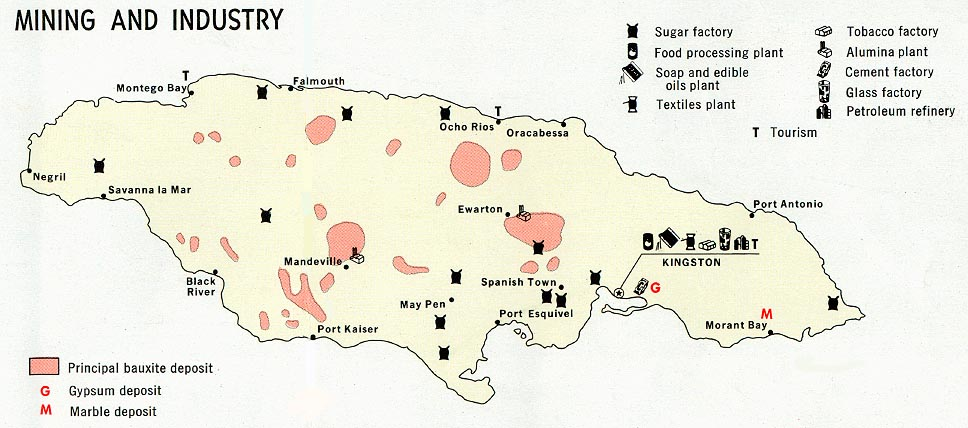 MINING AND INDUSTRY
Sugar factory
Food processing plant
Soap and edible
oils plant
Textiles plant
Tobacco factory
Alumina plant
Cement factory
Glass factory
Petroleum refinery
T Tourism
T
Montego Bay
Falmouth
T
Ocho Rios
Oracabessa
Negril
Savanna la Mar
Ewarton
Port Antonio
T
KINGSTON
Mandeville
Black
River
Spanish Town
G
May Pen
Port Esquivel
M
Morant Bay
Port Kaiser
Principal bauxite deposit
G Gypsum deposit
M Marble deposit